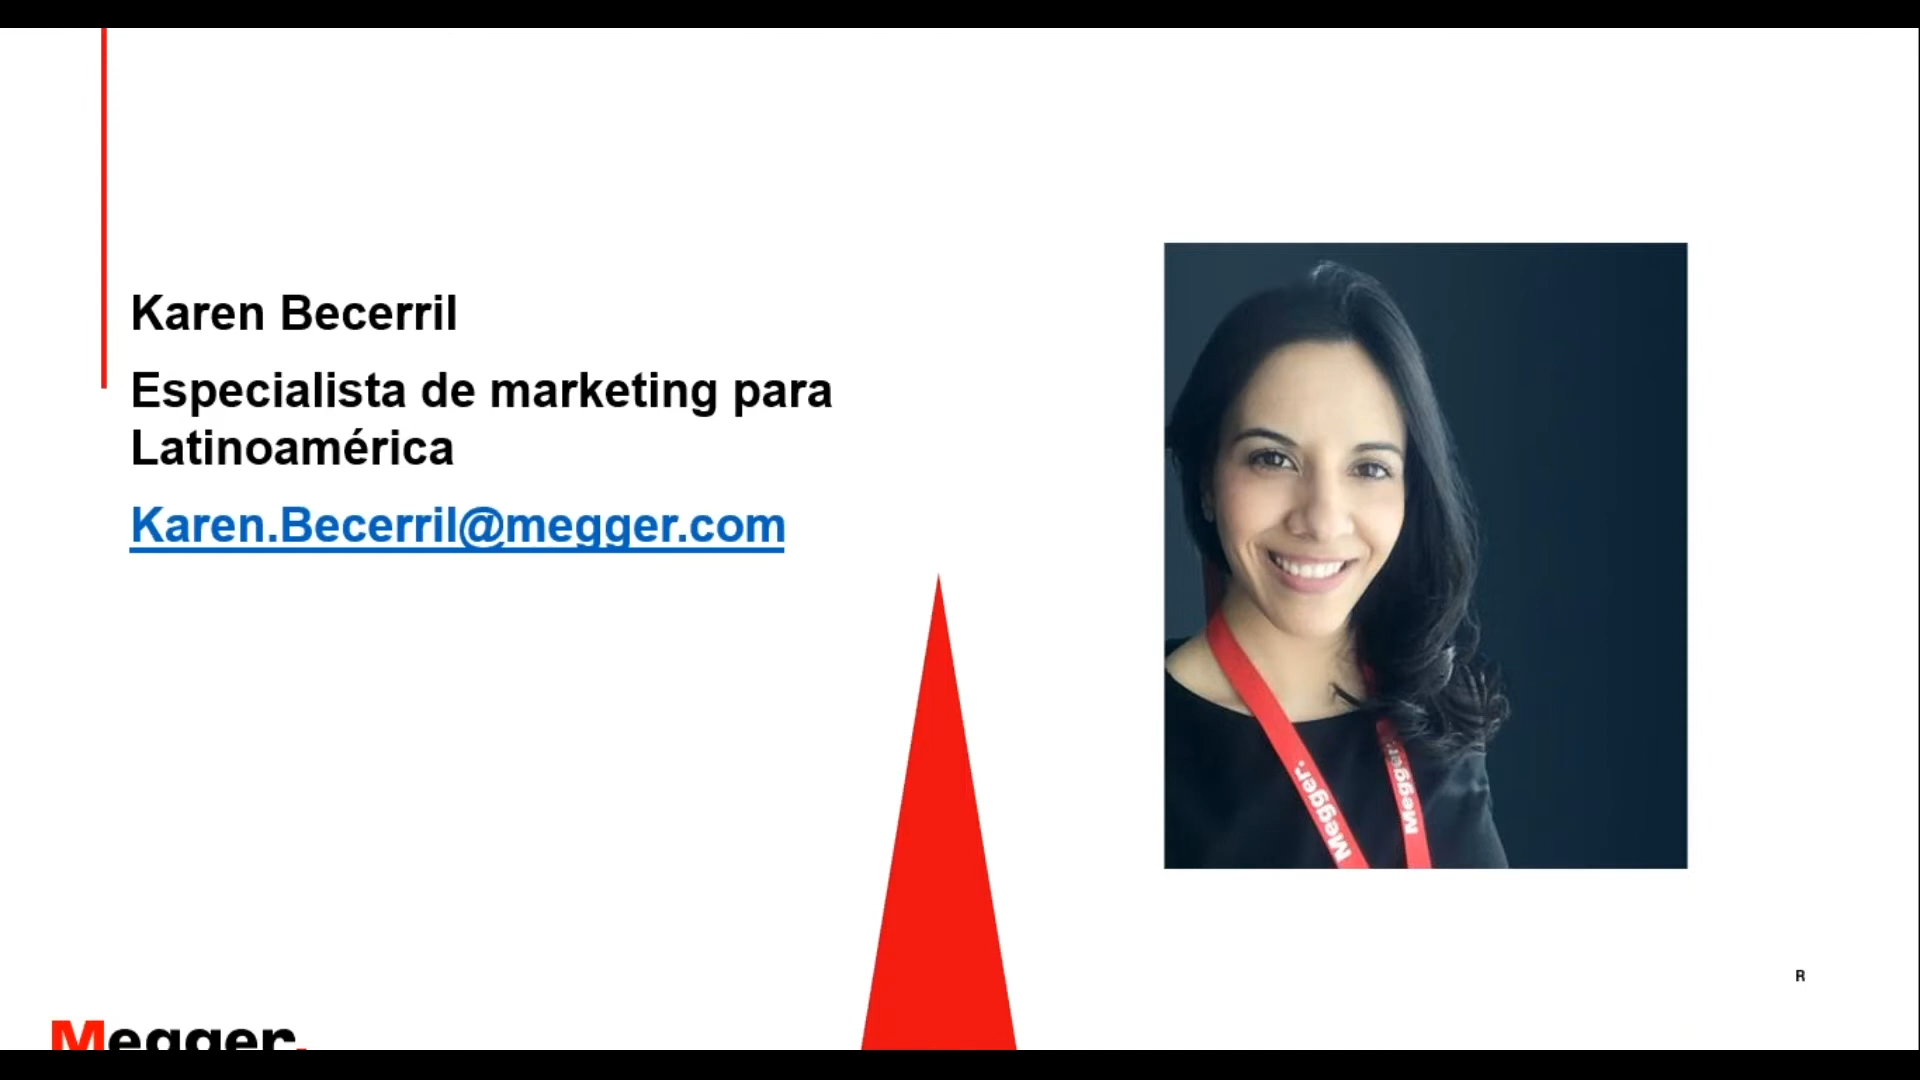 Karen Becerril
Especialista de marketing para
Latinoamérica
Karen.Becerril@megger.com
Megger.
Megger.
R
Megger.